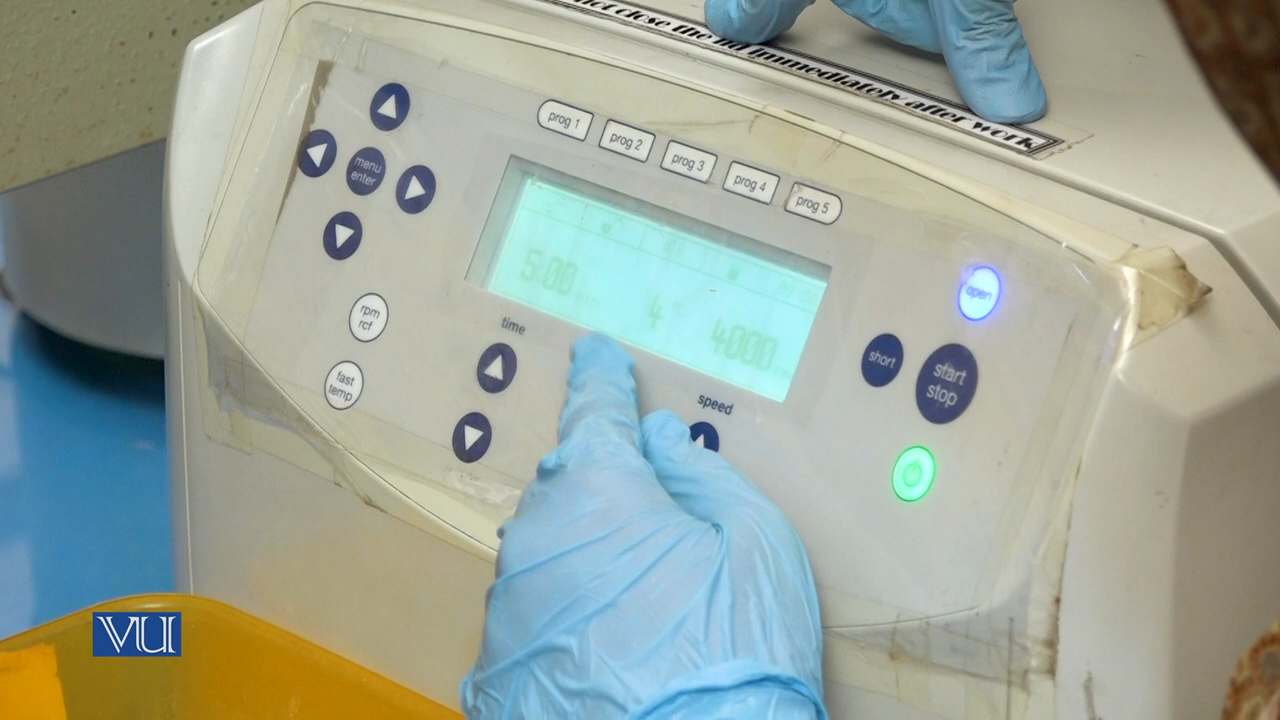 not close the lid immediately after work
prog 1
prog 2
prog 3
prog 4
prog 5
menu
enter
rpm
rcf
fast
temp
5:00
4
4000
time
speed
open
short
start
stop
VU